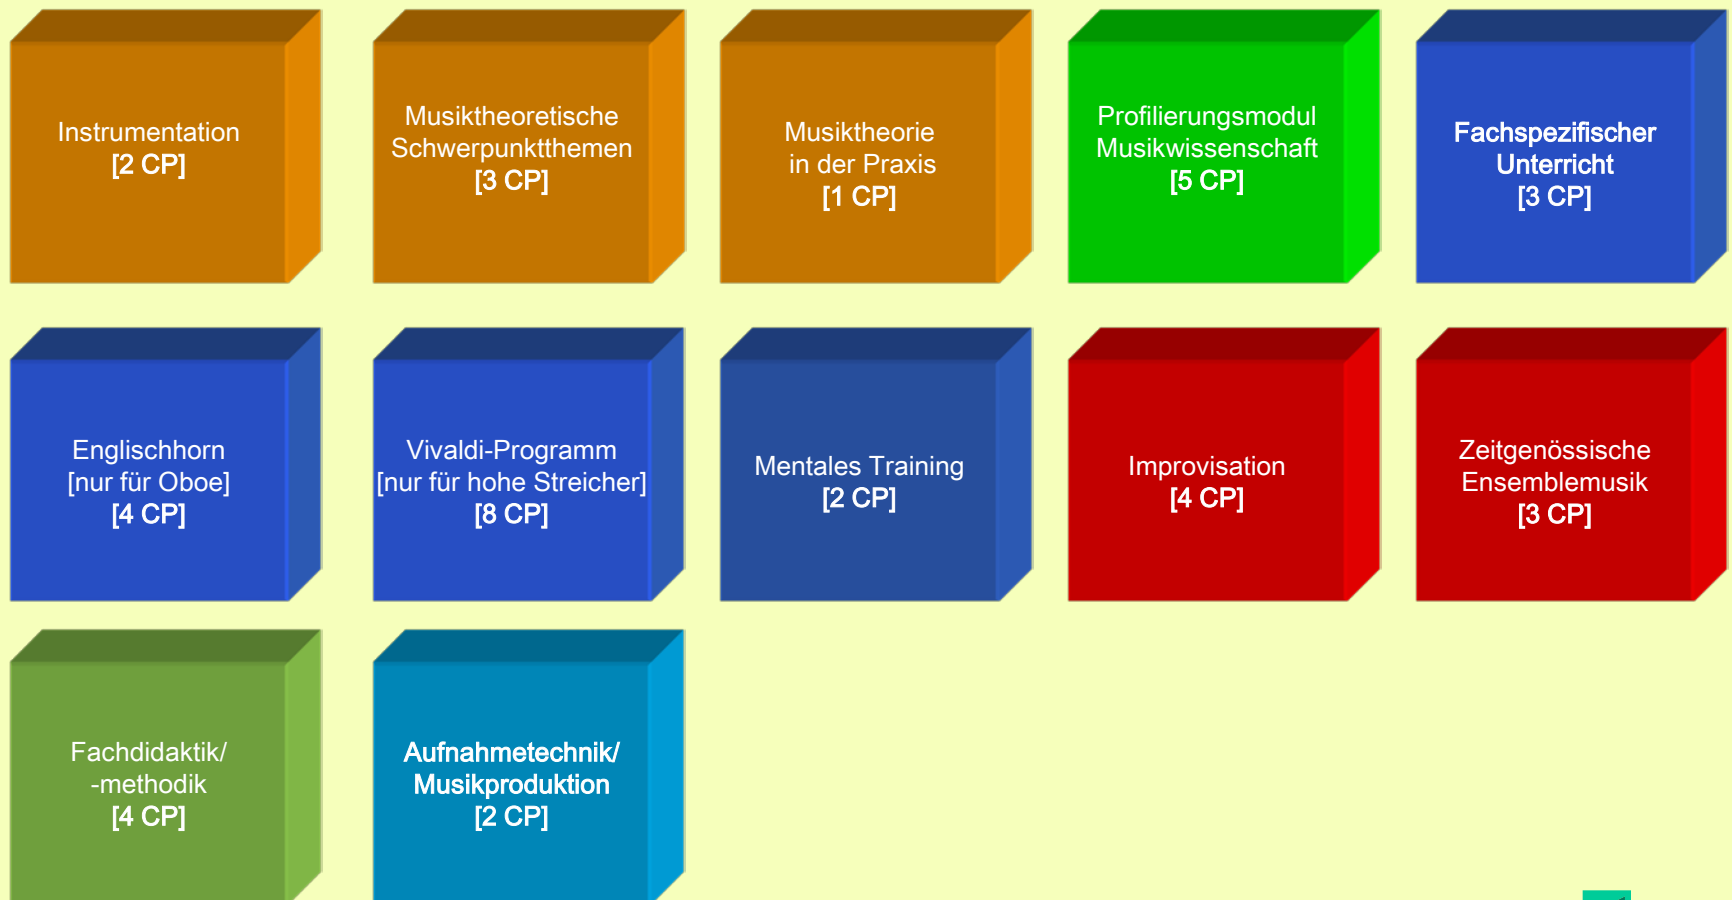 Instrumentation
[2 CP]
Musiktheoretische
Schwerpunktthemen
[3 CP]
Musiktheorie
in der Praxis
[1 CP]
Profilierungsmodul
Musikwissenschaft
[5 CP]
Fachspezifischer
Unterricht
[3 CP]
Englischhorn
[nur für Oboe]
[4 CP]
Vivaldi-Programm
[nur für hohe Streicher]
[8 CP]
Mentales Training
[2 CP]
Improvisation
[4 CP]
Zeitgenössische
Ensemblemusik
[3 CP]
Fachdidaktik/
-methodik
[4 CP]
Aufnahmetechnik/
Musikproduktion
[2 CP]